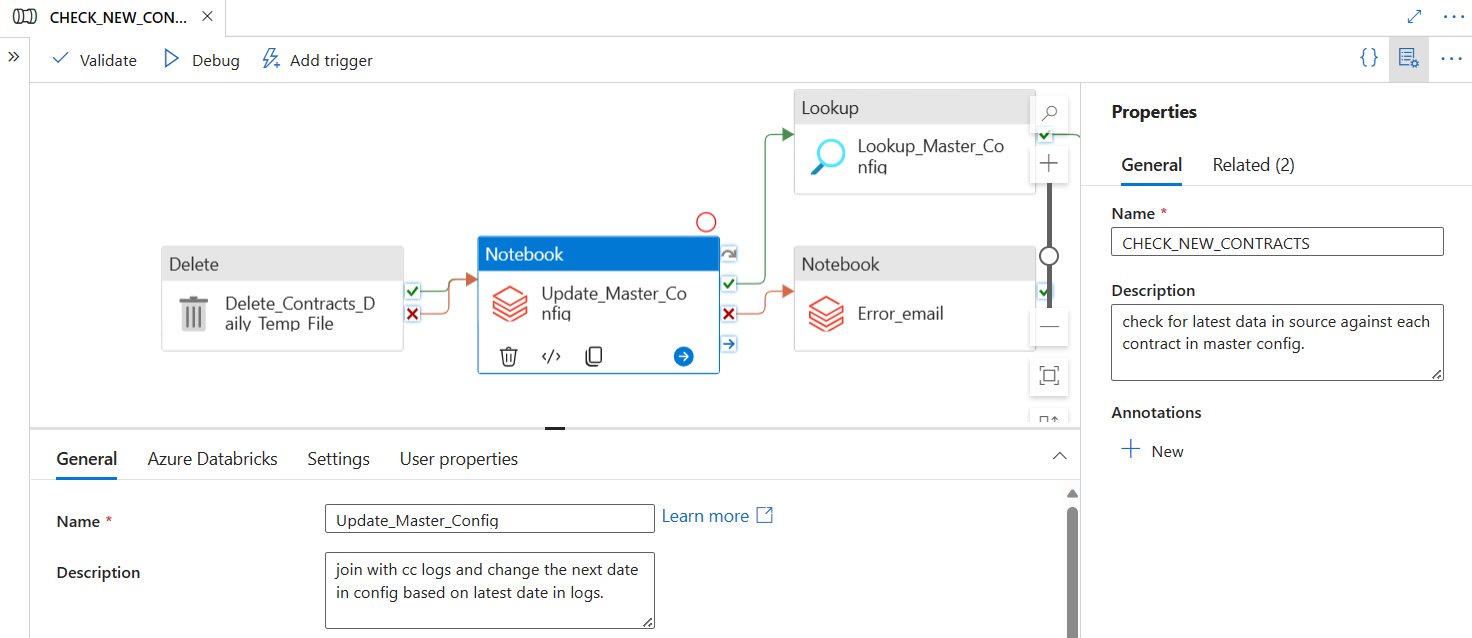 CHECK_NEW_CON...
Validate
Debug
Add trigger
Lookup
Lookup_Master_Co
nfig
Delete
Delete_Contracts_D
aily_Temp_File
Notebook
Update_Master_Co
nfig
Notebook
Error_email
Properties
General
Related (2)
Name *
CHECK_NEW_CONTRACTS
Description
check for latest data in source against each
contract in master config.
Annotations
New
General
Azure Databricks
Settings
User properties
Name *
Update_Master_Config
Learn more
Description
join with cc logs and change the next date
in config based on latest date in logs.